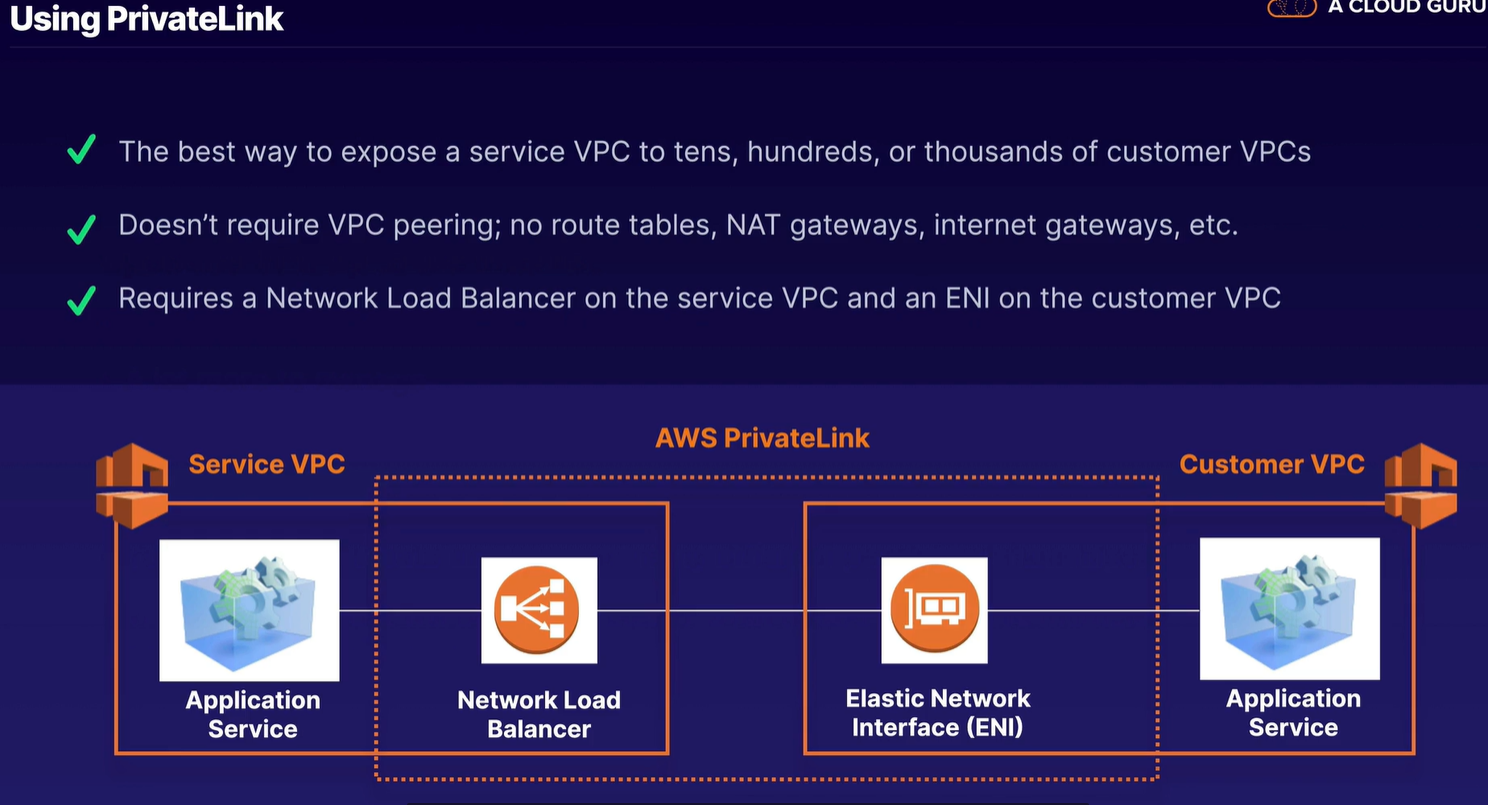 Using PrivateLink
A CLOUD GURU
The best way to expose a service VPC to tens, hundreds, or thousands of customer VPCs
Doesn’t require VPC peering; no route tables, NAT gateways, internet gateways, etc.
Requires a Network Load Balancer on the service VPC and an ENI on the customer VPC
AWS PrivateLink
Service VPC
Customer VPC
Application
Service
Network Load
Balancer
Elastic Network
Interface (ENI)
Application
Service